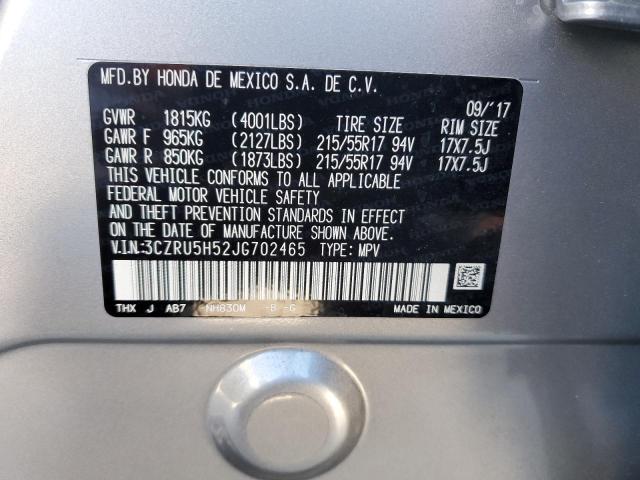 MFD.BY HONDA DE MEXICO S.A. DE C.V.
09/'17
GVWR 1815KG (4001LBS) TIRE SIZE RIM SIZE
GAWR F 965KG (2127LBS) 215/55R17 94V 17X7.5J
GAWR R 850KG (1873LBS) 215/55R17 94V 17X7.5J
THIS VEHICLE CONFORMS TO ALL APPLICABLE
FEDERAL MOTOR VEHICLE SAFETY
AND THEFT PREVENTION STANDARDS IN EFFECT
ON THE DATE OF MANUFACTURE SHOWN ABOVE.
V.I.N.:3CZRU5H52JG702465 TYPE: MPV
THX J AB7 NH830M -B -G MADE IN MEXICO